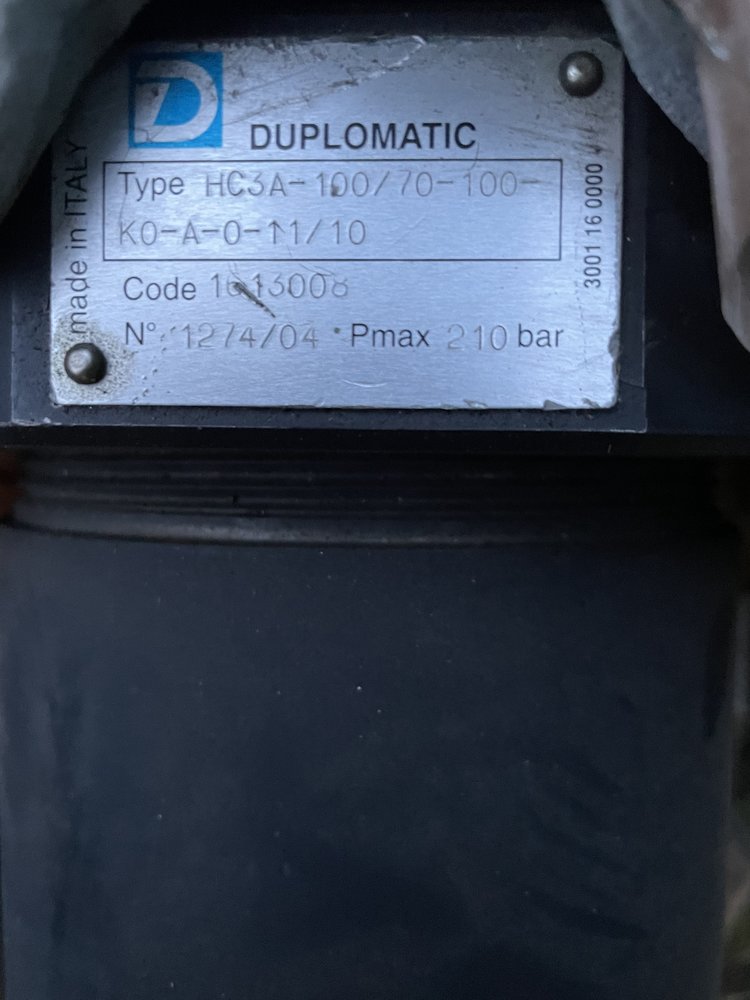 D
DUPLOMATIC
Type HC3A-100/70-100-
K0-A-0-11/10
Code 1613008
N° 1274/04 Pmax 210 bar
made in ITALY
3001 16 0000